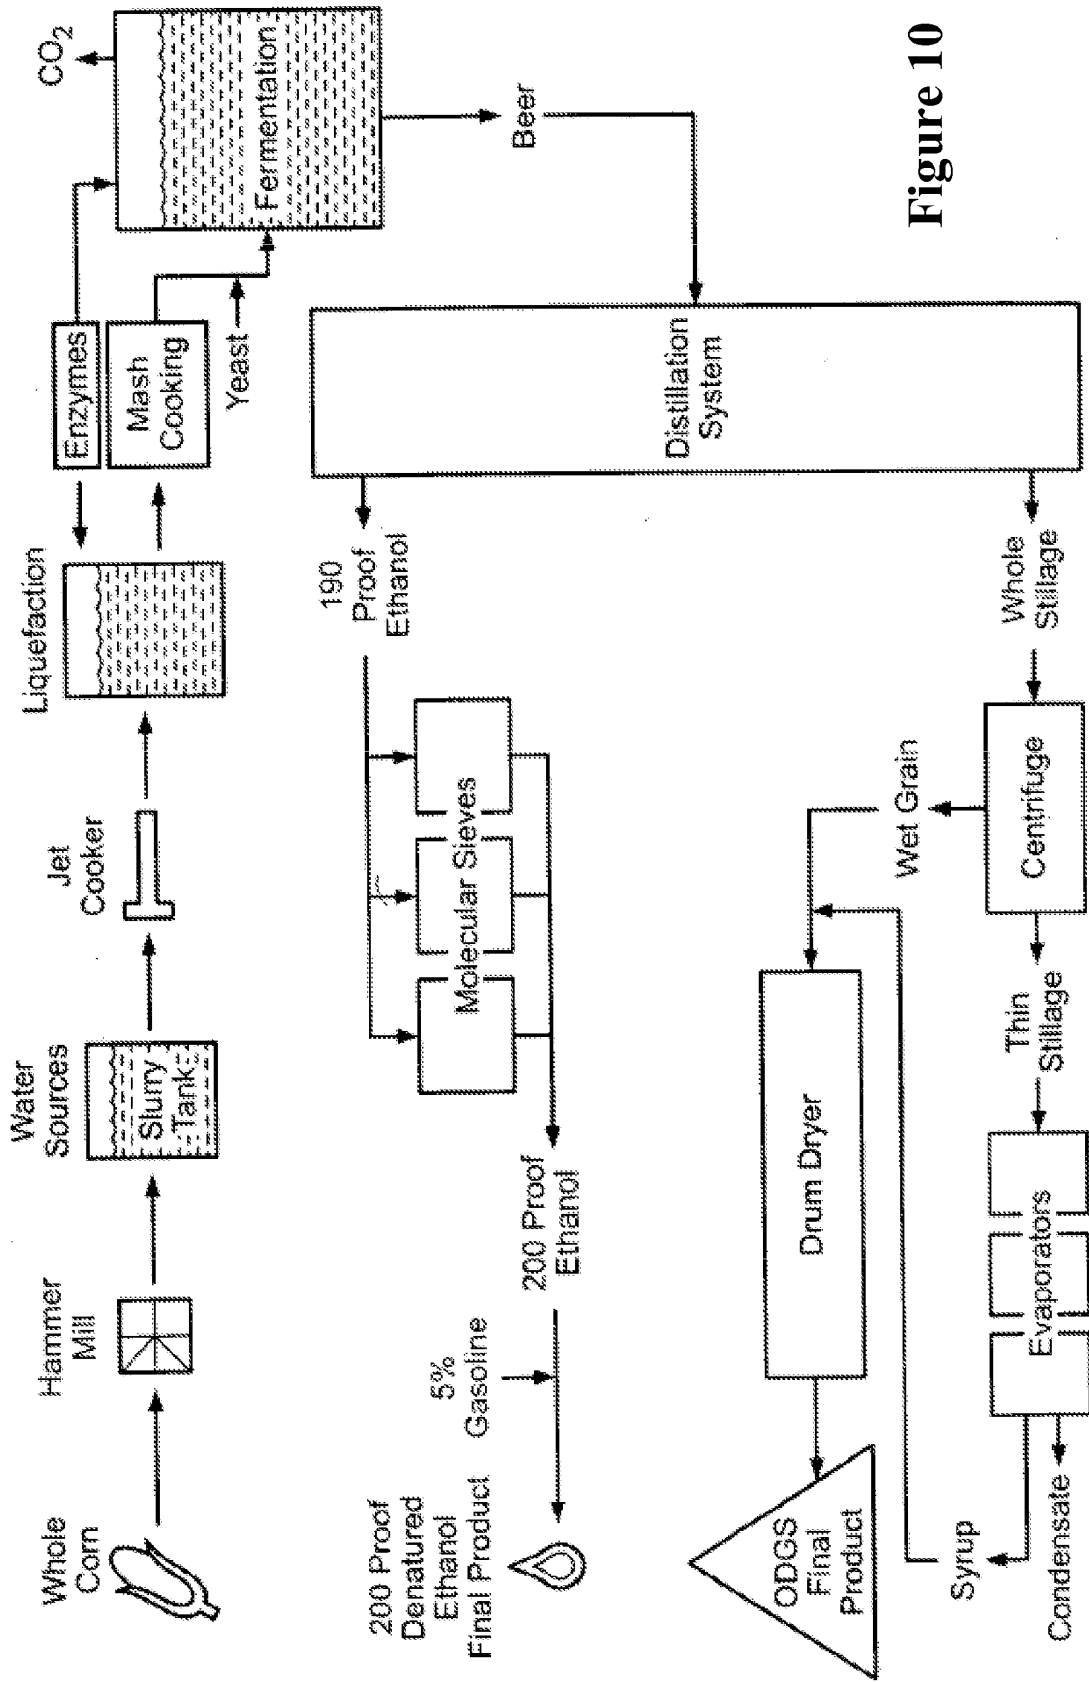 Whole
Corn
Hammer
Mill
Water
Sources
Slurry
Tank
Jet
Cooker
Liquefaction
Enzymes
Mash
Cooking
Yeast
CO2
Fermentation
Beer
Distillation
System
190
Proof
Ethanol
Molecular Sieves
200 Proof
Ethanol
5%
Gasoline
200 Proof
Denatured
Ethanol
Final Product
Whole
Stillage
Centrifuge
Wet Grain
Thin
Stillage
Evaporators
Syrup
Condensate
Drum Dryer
ODGS
Final
Product
Figure 10